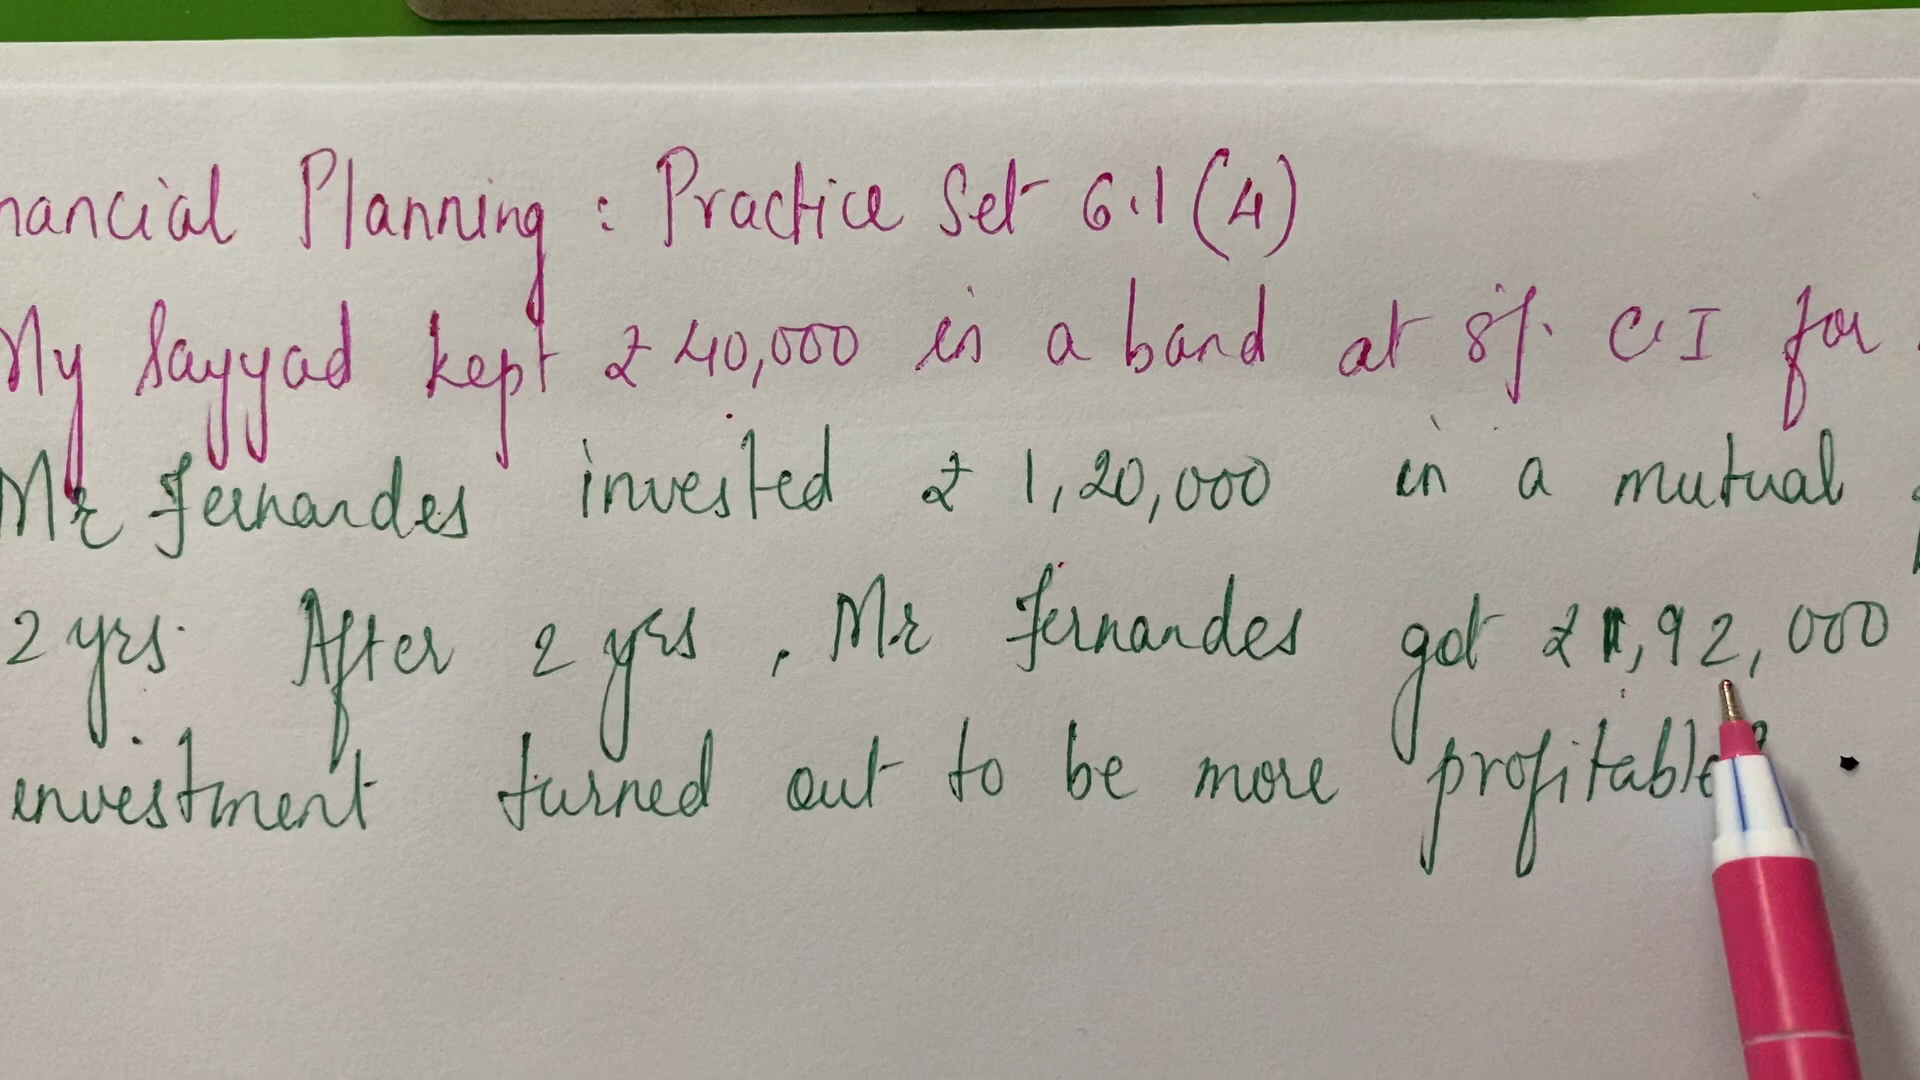 nancial Planning : Practice Set 6.1 (4)
My Sayyad kept ₹ 40,000 in a band at 8% C.I for
Mr Fernandes invested ₹ 1,20,000 in a mutual
2 yrs. After 2 yrs, Mr Fernandes got ₹ 1,92,000
investment turned out to be more profitable?